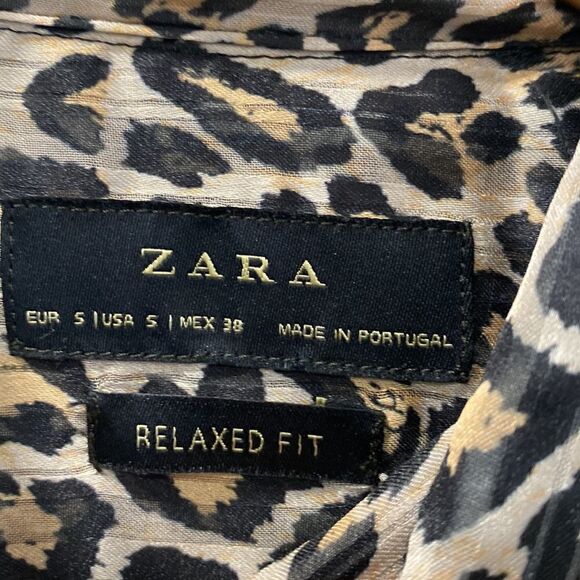 ZARA
EUR S | USA S | MEX 38 MADE IN PORTUGAL
RELAXED FIT